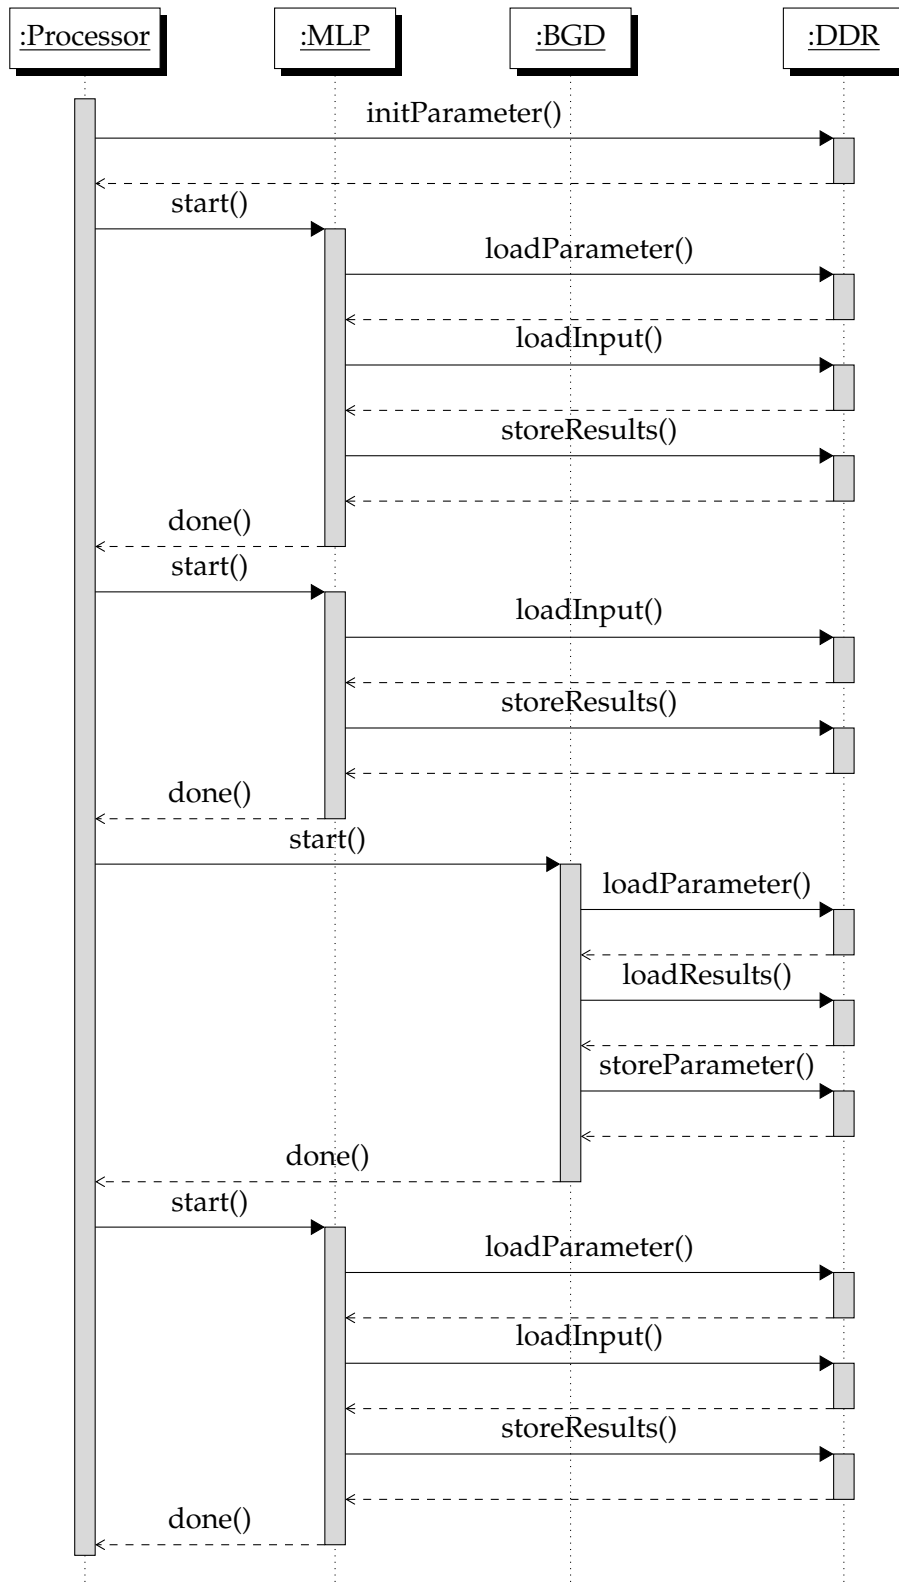 :Processor
:MLP
:BGD
:DDR
initParameter()
start()
loadParameter()
loadInput()
storeResults()
done()
start()
loadInput()
storeResults()
done()
start()
loadParameter()
loadResults()
storeParameter()
done()
start()
loadParameter()
loadInput()
storeResults()
done()